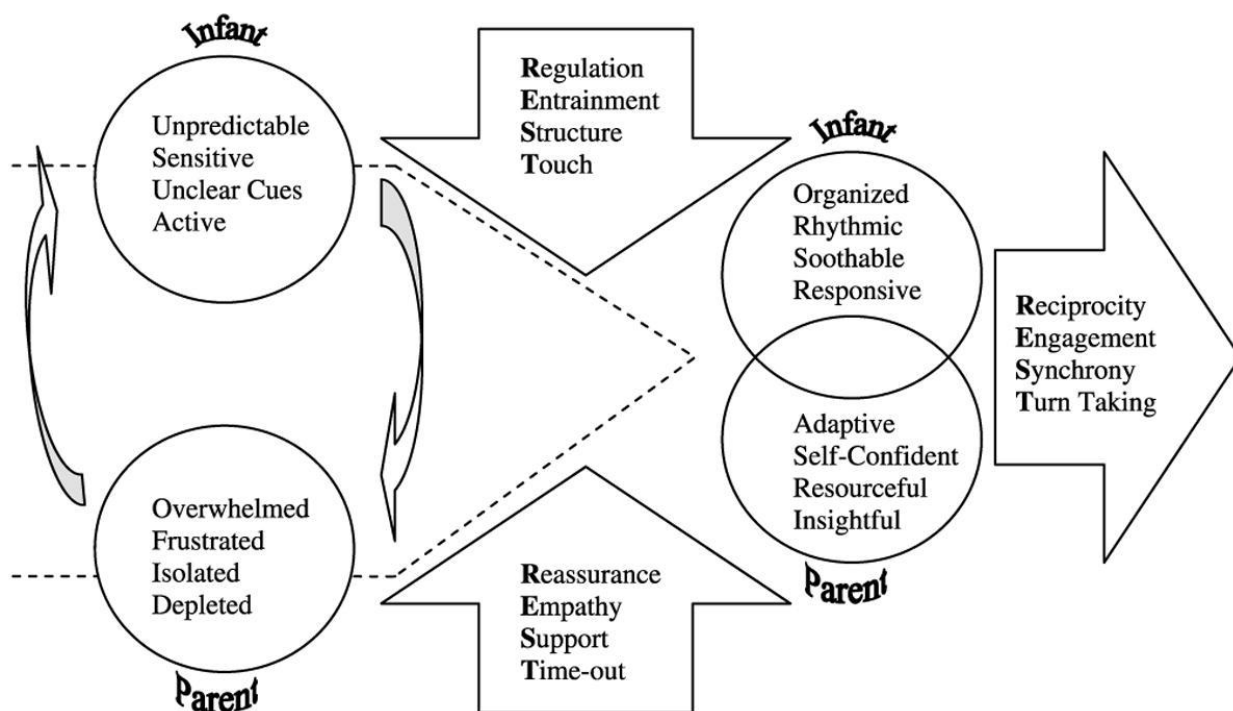 Infant
Unpredictable
Sensitive
Unclear Cues
Active
Overwhelmed
Frustrated
Isolated
Depleted
Parent
Regulation
Entrainment
Structure
Touch
Reassurance
Empathy
Support
Time-out
Infant
Organized
Rhythmic
Soothable
Responsive
Adaptive
Self-Confident
Resourceful
Insightful
Parent
Reciprocity
Engagement
Synchrony
Turn Taking